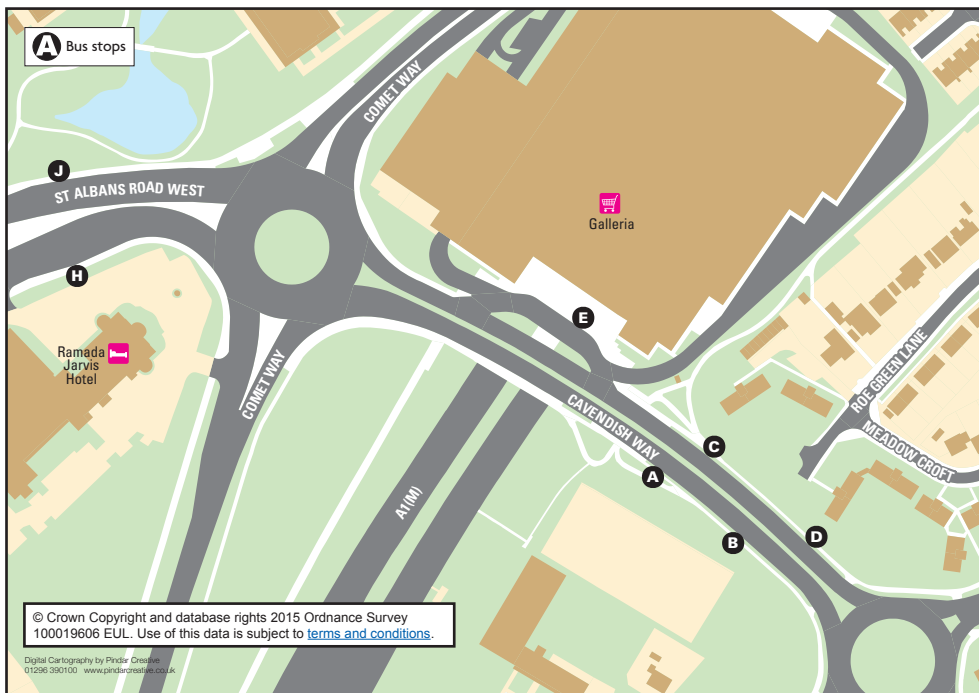 A Bus stops
COMET WAY
J
ST ALBANS ROAD WEST
Galleria
H
E
Ramada
Jarvis
Hotel
COMET WAY
ROE GREEN LANE
CAVENDISH WAY
MEADOW CROFT
C
A
A1(M)
B
D
© Crown Copyright and database rights 2015 Ordnance Survey
100019606 EUL. Use of this data is subject to terms and conditions.
Digital Cartography by Pindar Creative
01296 390100 www.pindarcreative.co.uk